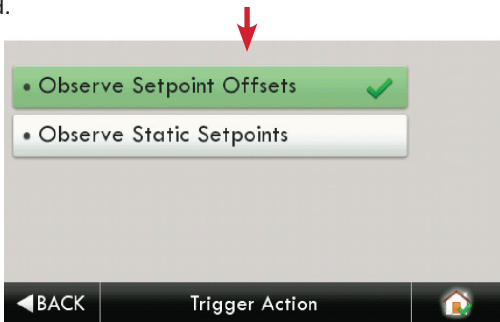 d.
• Observe Setpoint Offsets
• Observe Static Setpoints
BACK Trigger Action